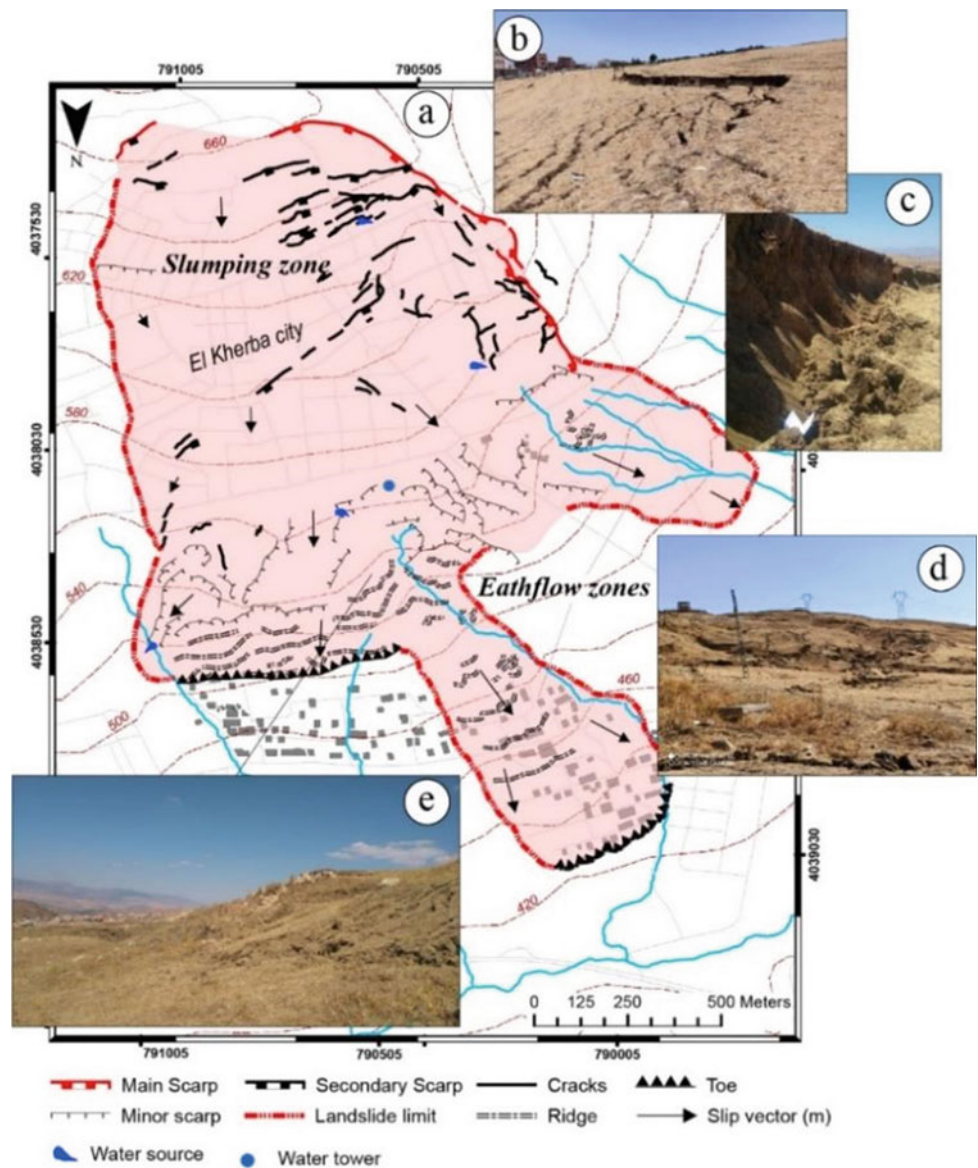 b
791005
790505
a
660
N
c
4037530
Slumping zone
620
El Kherba city
580
4038030
540
Eathflow zones
d
4038530
460
500
e
4039030
420
0 125 250 500 Meters
791005
790505
790005
Main Scarp
Secondary Scarp
Cracks
Toe
Minor scarp
Landslide limit
Ridge
Slip vector (m)
Water source
Water tower